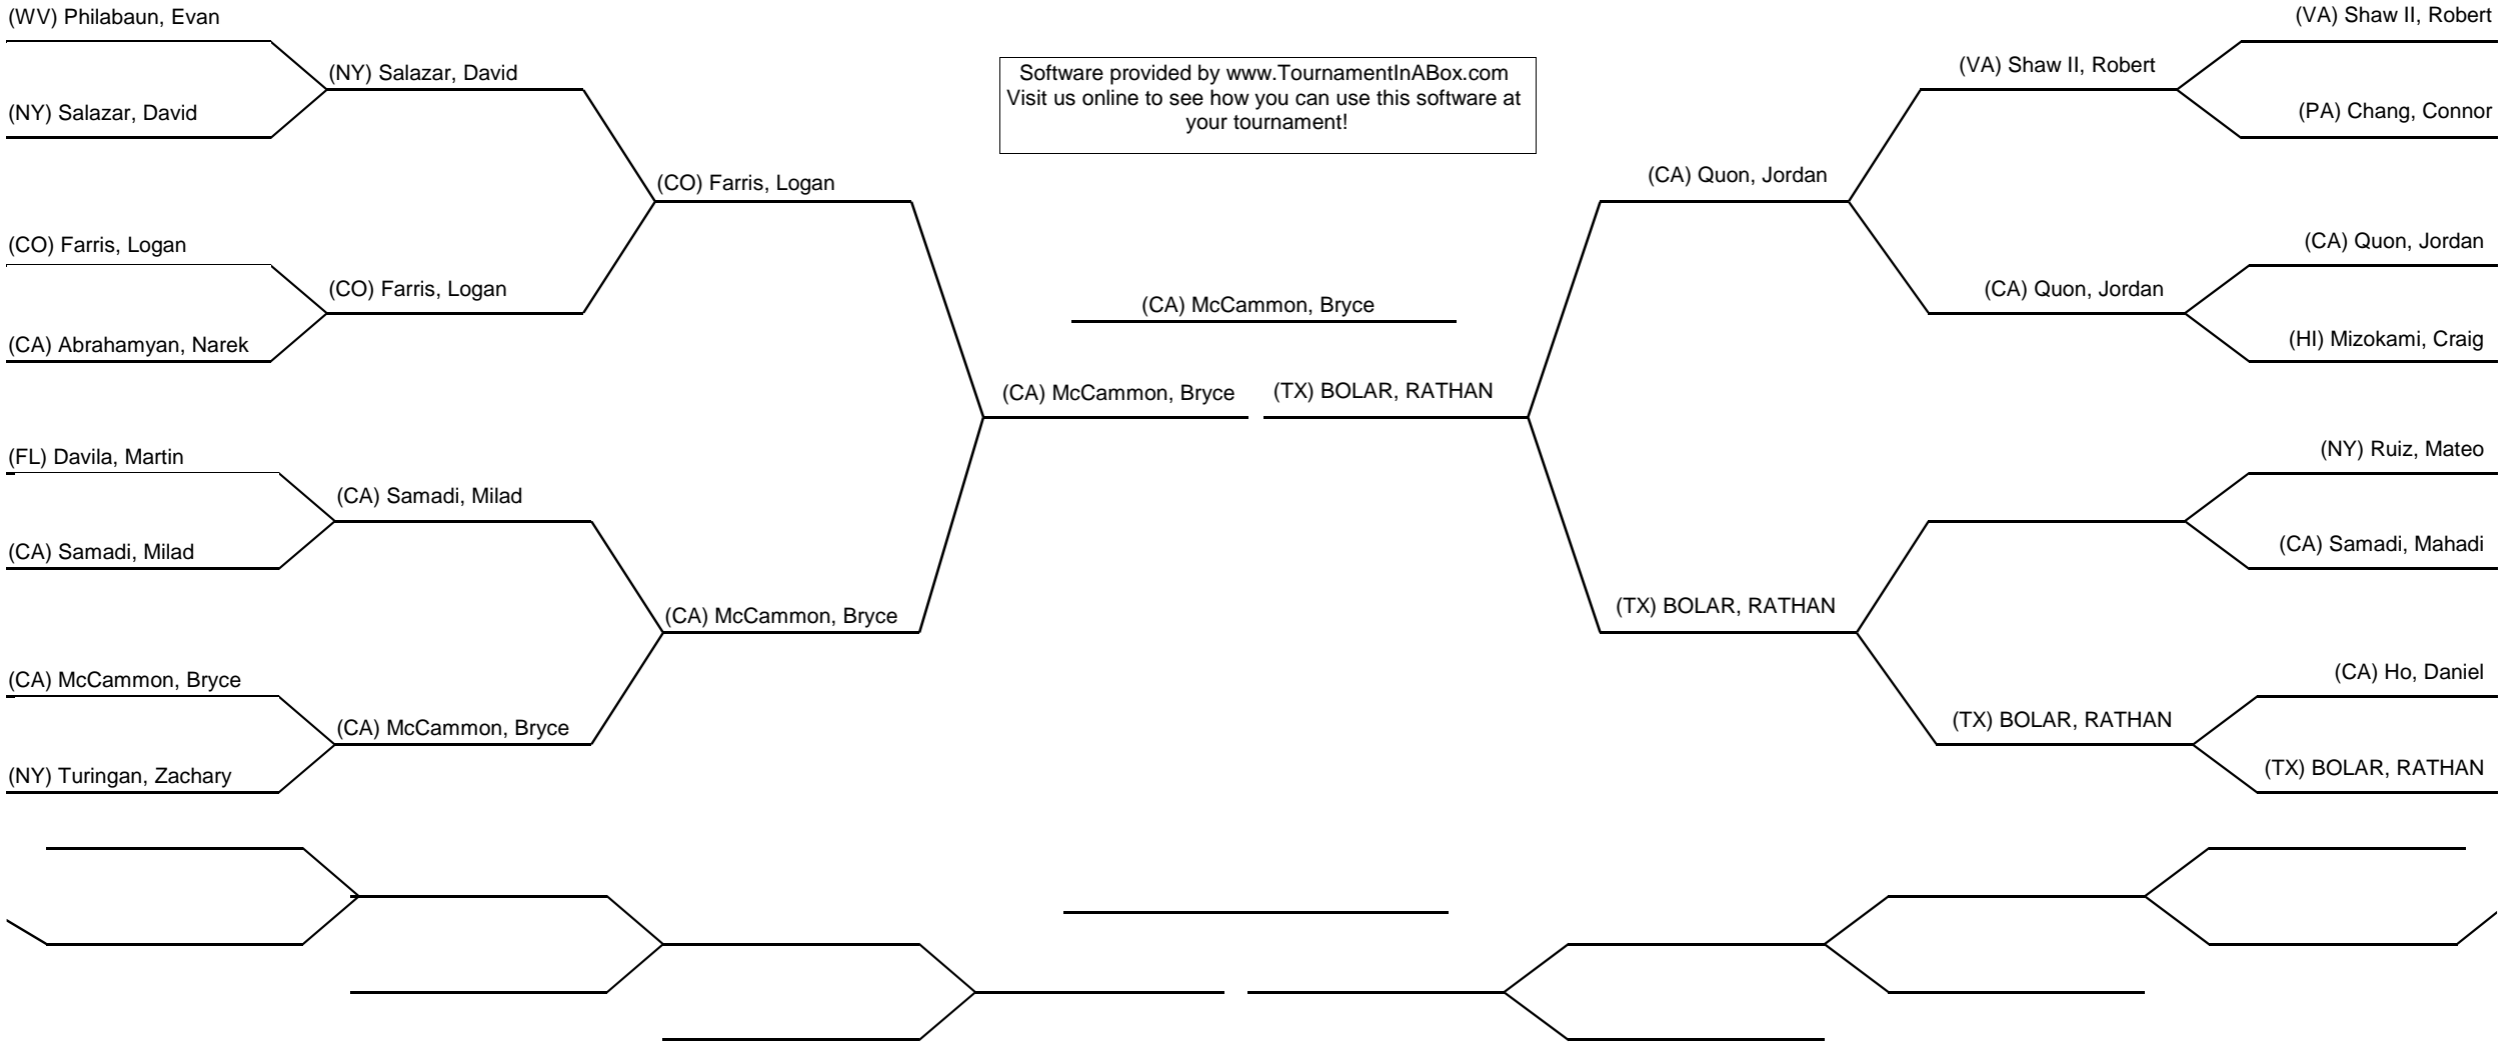 (WV) Philabaun, Evan
(NY) Salazar, David
(CO) Farris, Logan
(CA) Abrahamyan, Narek
(FL) Davila, Martin
(CA) Samadi, Milad
(CA) McCammon, Bryce
(NY) Turingan, Zachary
(NY) Salazar, David
(CO) Farris, Logan
(CA) Samadi, Milad
(CA) McCammon, Bryce
(CO) Farris, Logan
(CA) McCammon, Bryce
Software provided by www.TournamentInABox.com
Visit us online to see how you can use this software at
your tournament!
(CA) McCammon, Bryce
(CA) McCammon, Bryce
(TX) BOLAR, RATHAN
(CA) Quon, Jordan
(TX) BOLAR, RATHAN
(VA) Shaw II, Robert
(CA) Quon, Jordan
(TX) BOLAR, RATHAN
(VA) Shaw II, Robert
(PA) Chang, Connor
(CA) Quon, Jordan
(HI) Mizokami, Craig
(NY) Ruiz, Mateo
(CA) Samadi, Mahadi
(CA) Ho, Daniel
(TX) BOLAR, RATHAN